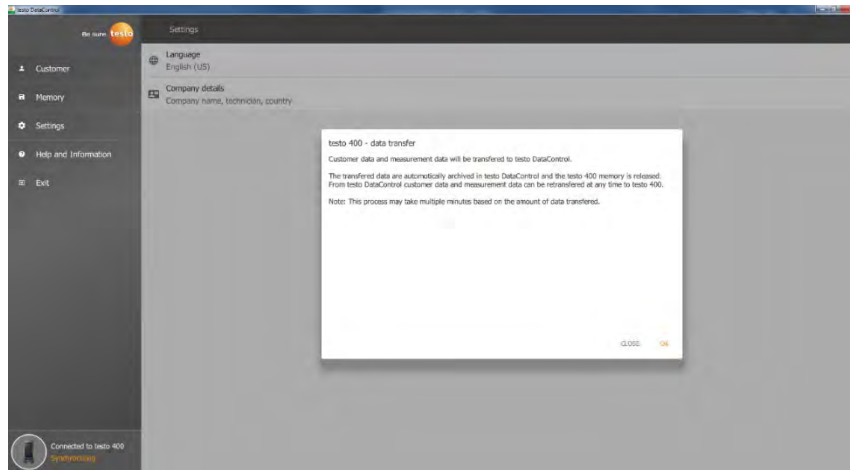 testo DataControl
Be sure. testo
Settings
Customer
Memory
Settings
Help and Information
Exit
Language
English (US)
Company details
Company name, technician, country
testo 400 - data transfer
Customer data and measurement data will be transferred to testo DataControl.
The transfered data are automatically archived in testo DataControl and the testo 400 memory is released.
From testo DataControl customer data and measurement data can be retransfered at any time to testo 400.
Note: This process may take multiple minutes based on the amount of data transfered.
CLOSE OK
Connected to testo 400
Synchronizing